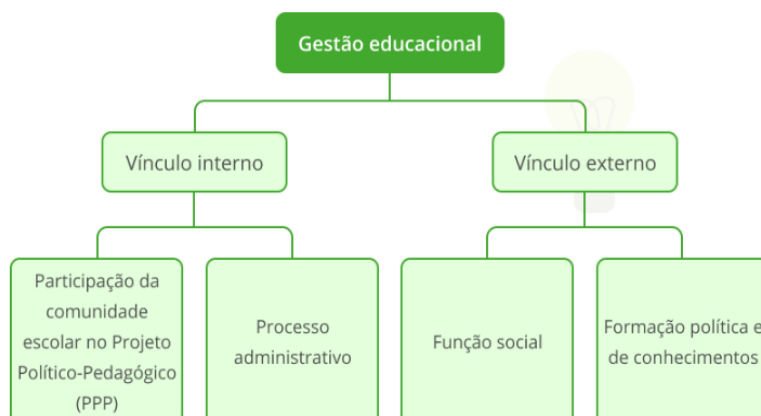 Gestão educacional
Vínculo interno
Vínculo externo
Participação da
comunidade
escolar no Projeto
Político-Pedagógico
(PPP)
Processo
administrativo
Função social
Formação política e
de conhecimentos